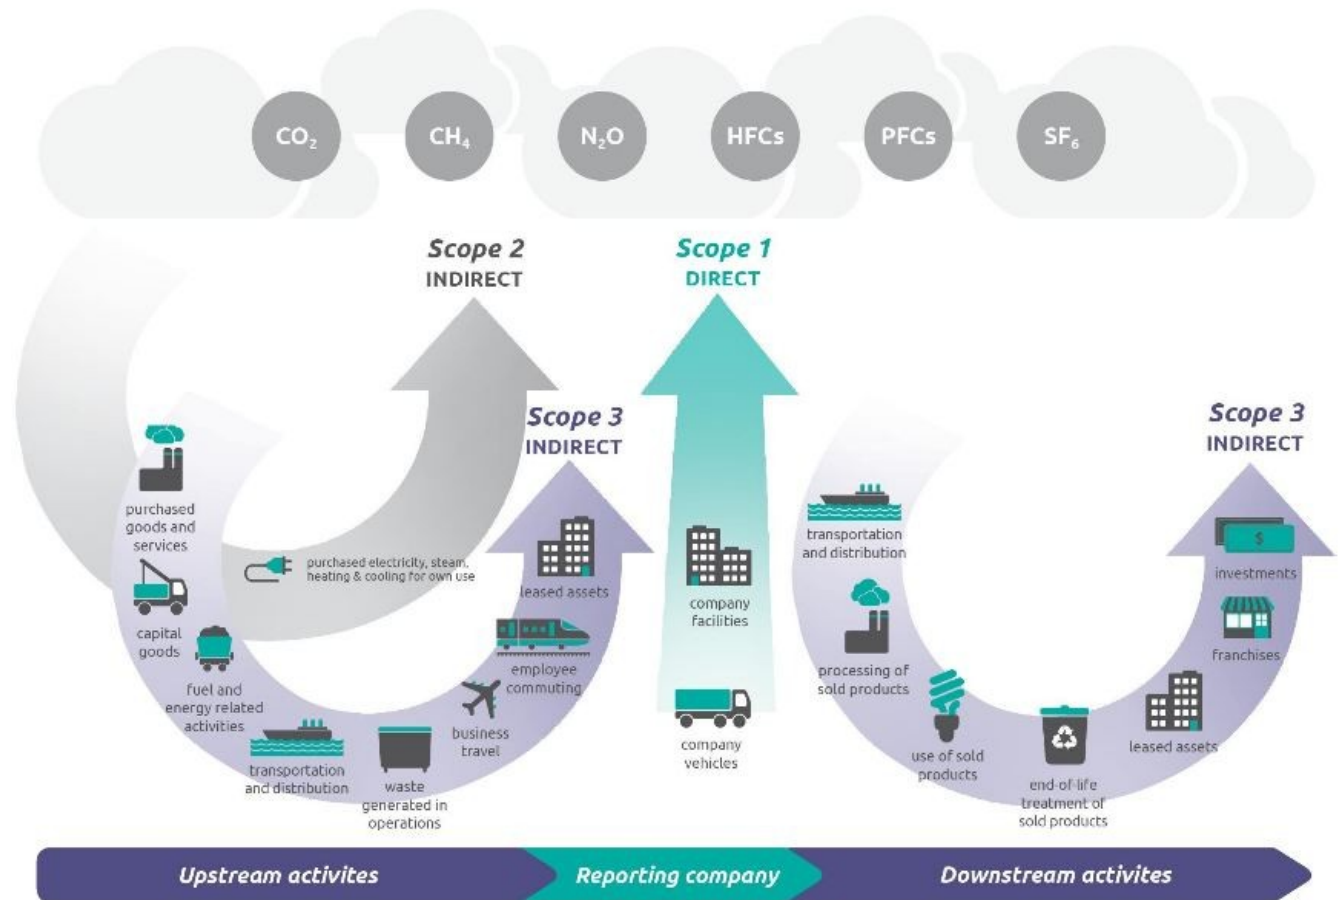 CO₂
CH₄
N₂O
HFCs
PFCs
SF₆
Scope 2
INDIRECT
Scope 1
DIRECT
Scope 3
INDIRECT
Scope 3
INDIRECT
purchased
goods and
services
capital
goods
fuel and
energy related
activities
transportation
and distribution
waste
generated in
operations
business
travel
employee
commuting
leased assets
purchased electricity, steam,
heating & cooling for own use
company
facilities
company
vehicles
transportation
and distribution
processing of
sold products
use of sold
products
end-of-life
treatment of
sold products
leased assets
franchises
$
investments
Upstream activites
Reporting company
Downstream activites